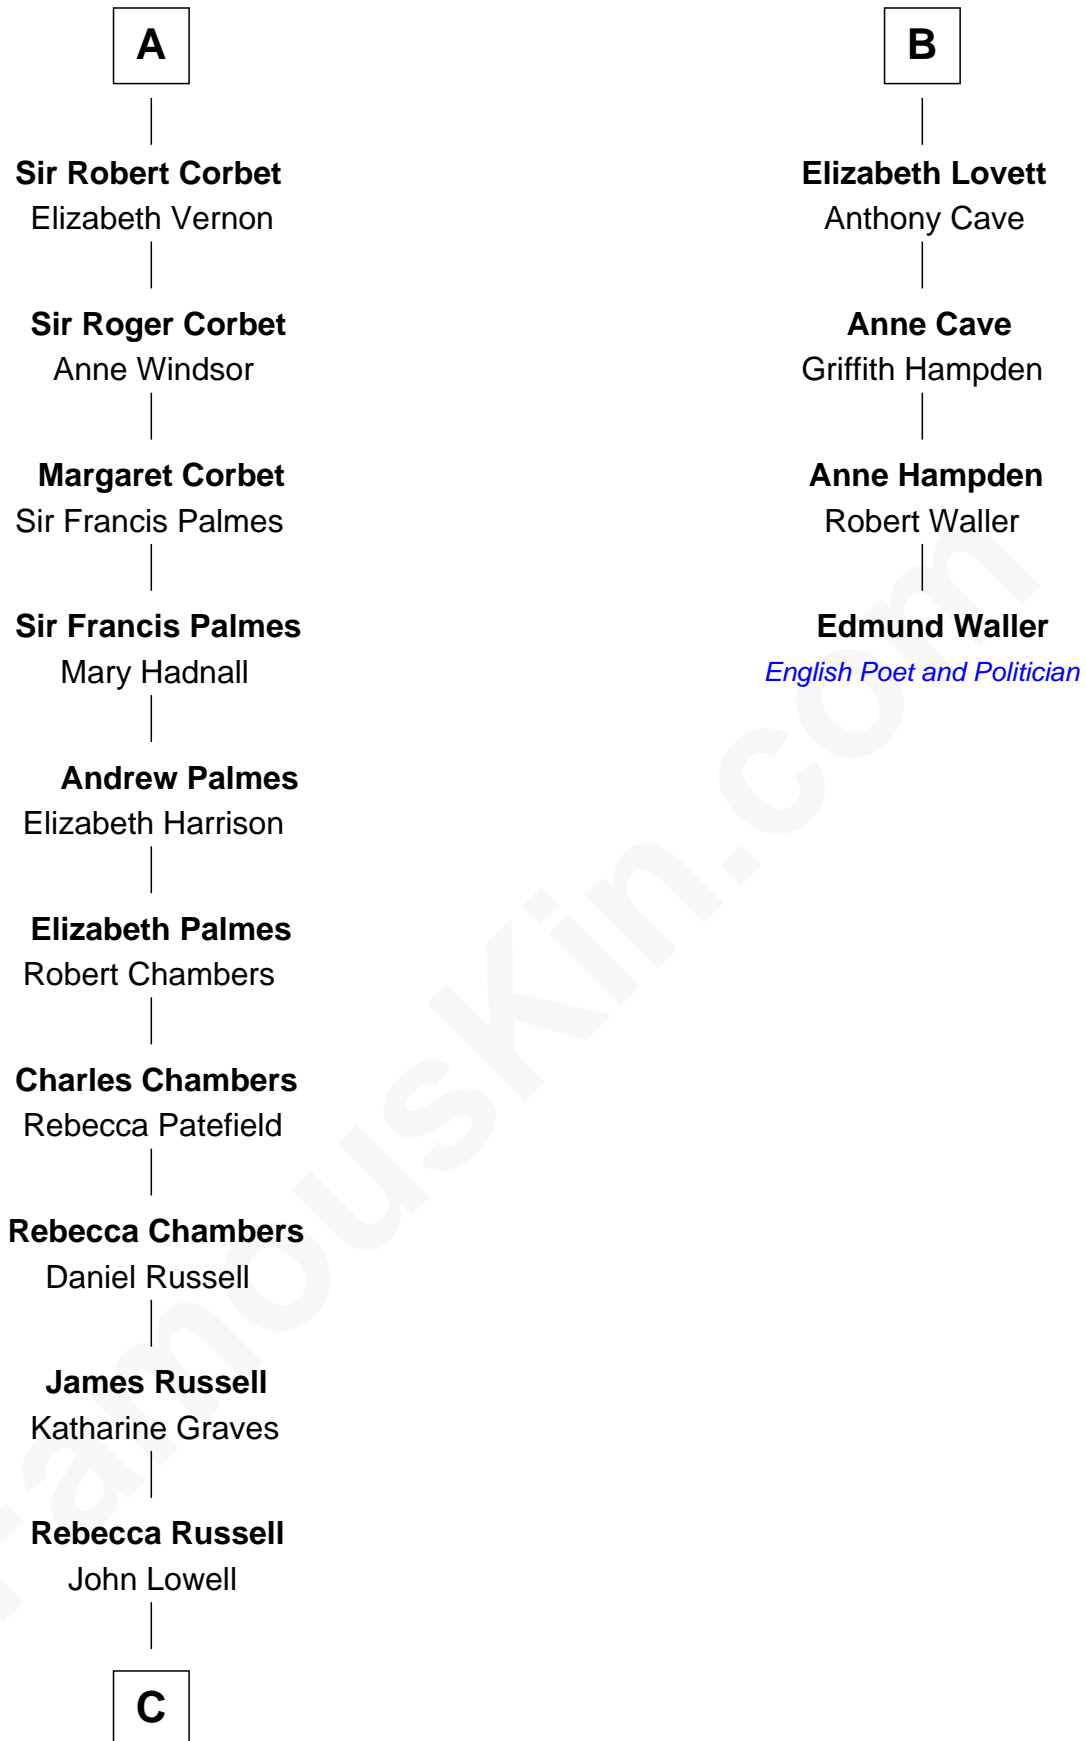 A
Sir Robert Corbet
Elizabeth Vernon
Sir Roger Corbet
Anne Windsor
Margaret Corbet
Sir Francis Palmes
Sir Francis Palmes
Mary Hadnall
Andrew Palmes
Elizabeth Harrison
Elizabeth Palmes
Robert Chambers
Charles Chambers
Rebecca Patefield
Rebecca Chambers
Daniel Russell
James Russell
Katharine Graves
Rebecca Russell
John Lowell
C
B
Elizabeth Lovett
Anthony Cave
Anne Cave
Griffith Hampden
Anne Hampden
Robert Waller
Edmund Waller
English Poet and Politician
FamousKin.com